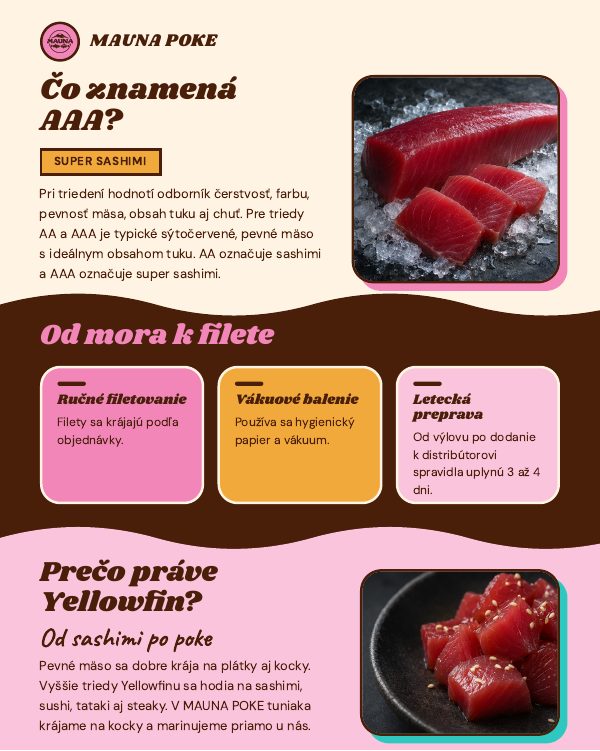 MAUNA
MAUNA POKE
Čo znamená
AAA?
SUPER SASHIMI
Pri triedení hodnotí odborník čerstvosť, farbu,
pevnosť mäsa, obsah tuku aj chuť. Pre triedy
AA a AAA je typické sýtočervené, pevné mäso
s ideálnym obsahom tuku. AA označuje sashimi
a AAA označuje super sashimi.
Od mora k filete
Ručné filetovanie
Filety sa krájajú podľa
objednávky.
Vákuové balenie
Používa sa hygienický
papier a vákuum.
Letecká
preprava
Od výlovu po dodanie
k distribútorovi
spravidla uplynú 3 až 4
dni.
Prečo práve
Yellowfin?
Od sashimi po poke
Pevné mäso sa dobre krája na plátky aj kocky.
Vyššie triedy Yellowfinu sa hodia na sashimi,
sushi, tataki aj steaky. V MAUNA POKE tuniaka
krájame na kocky a marinujeme priamo u nás.